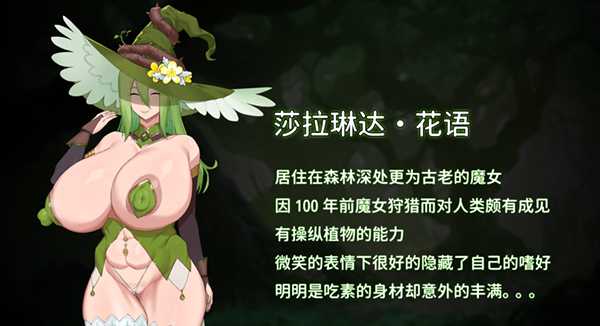 莎拉琳达·花语
居住在森林深处更为古老的魔女
因100年前魔女狩猎而对人类颇有成见
有操纵植物的能力
微笑的表情下很好的隐藏了自己的嗜好
明明是吃素的身材却意外的丰满。。。